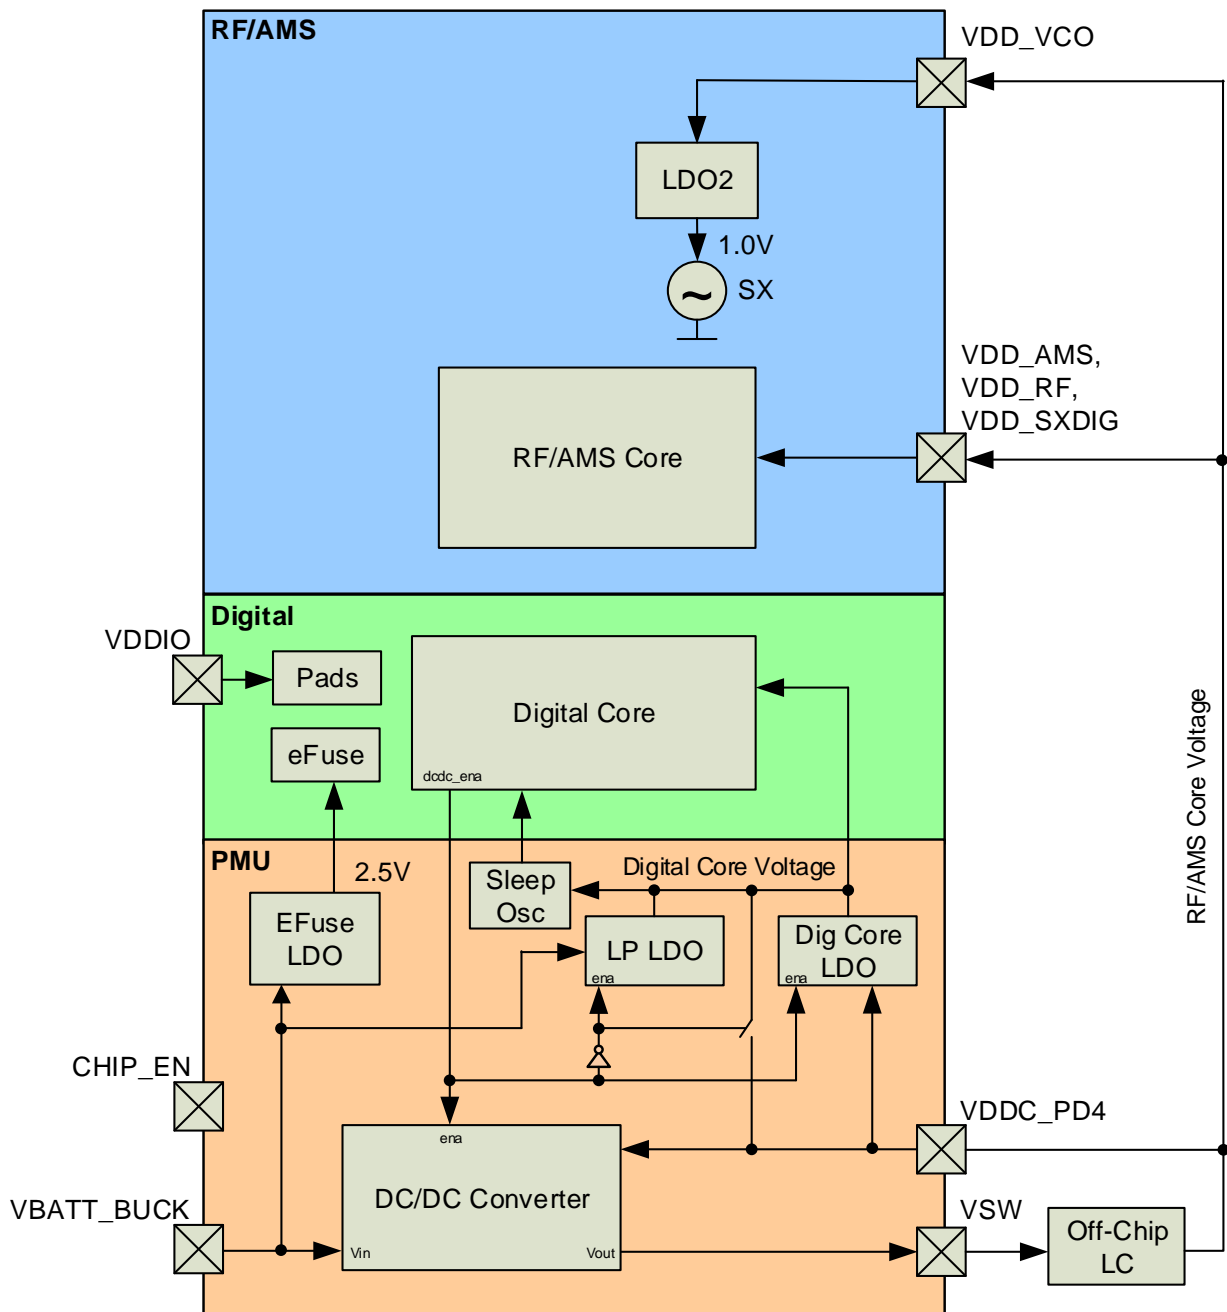 RF/AMS
VDD_VCO
LDO2
1.0V
~
SX
VDD_AMS,
VDD_RF,
VDD_SXDIG
RF/AMS Core
Digital
VDDIO
Pads
Digital Core
eFuse
dcdc_ena
RF/AMS Core Voltage
PMU
2.5V
Digital Core Voltage
Sleep
Osc
EFuse
LDO
LP LDO
ena
Dig Core
LDO
ena
CHIP_EN
VDDC_PD4
ena
DC/DC Converter
VBATT_BUCK
Vin
Vout
VSW
Off-Chip
LC